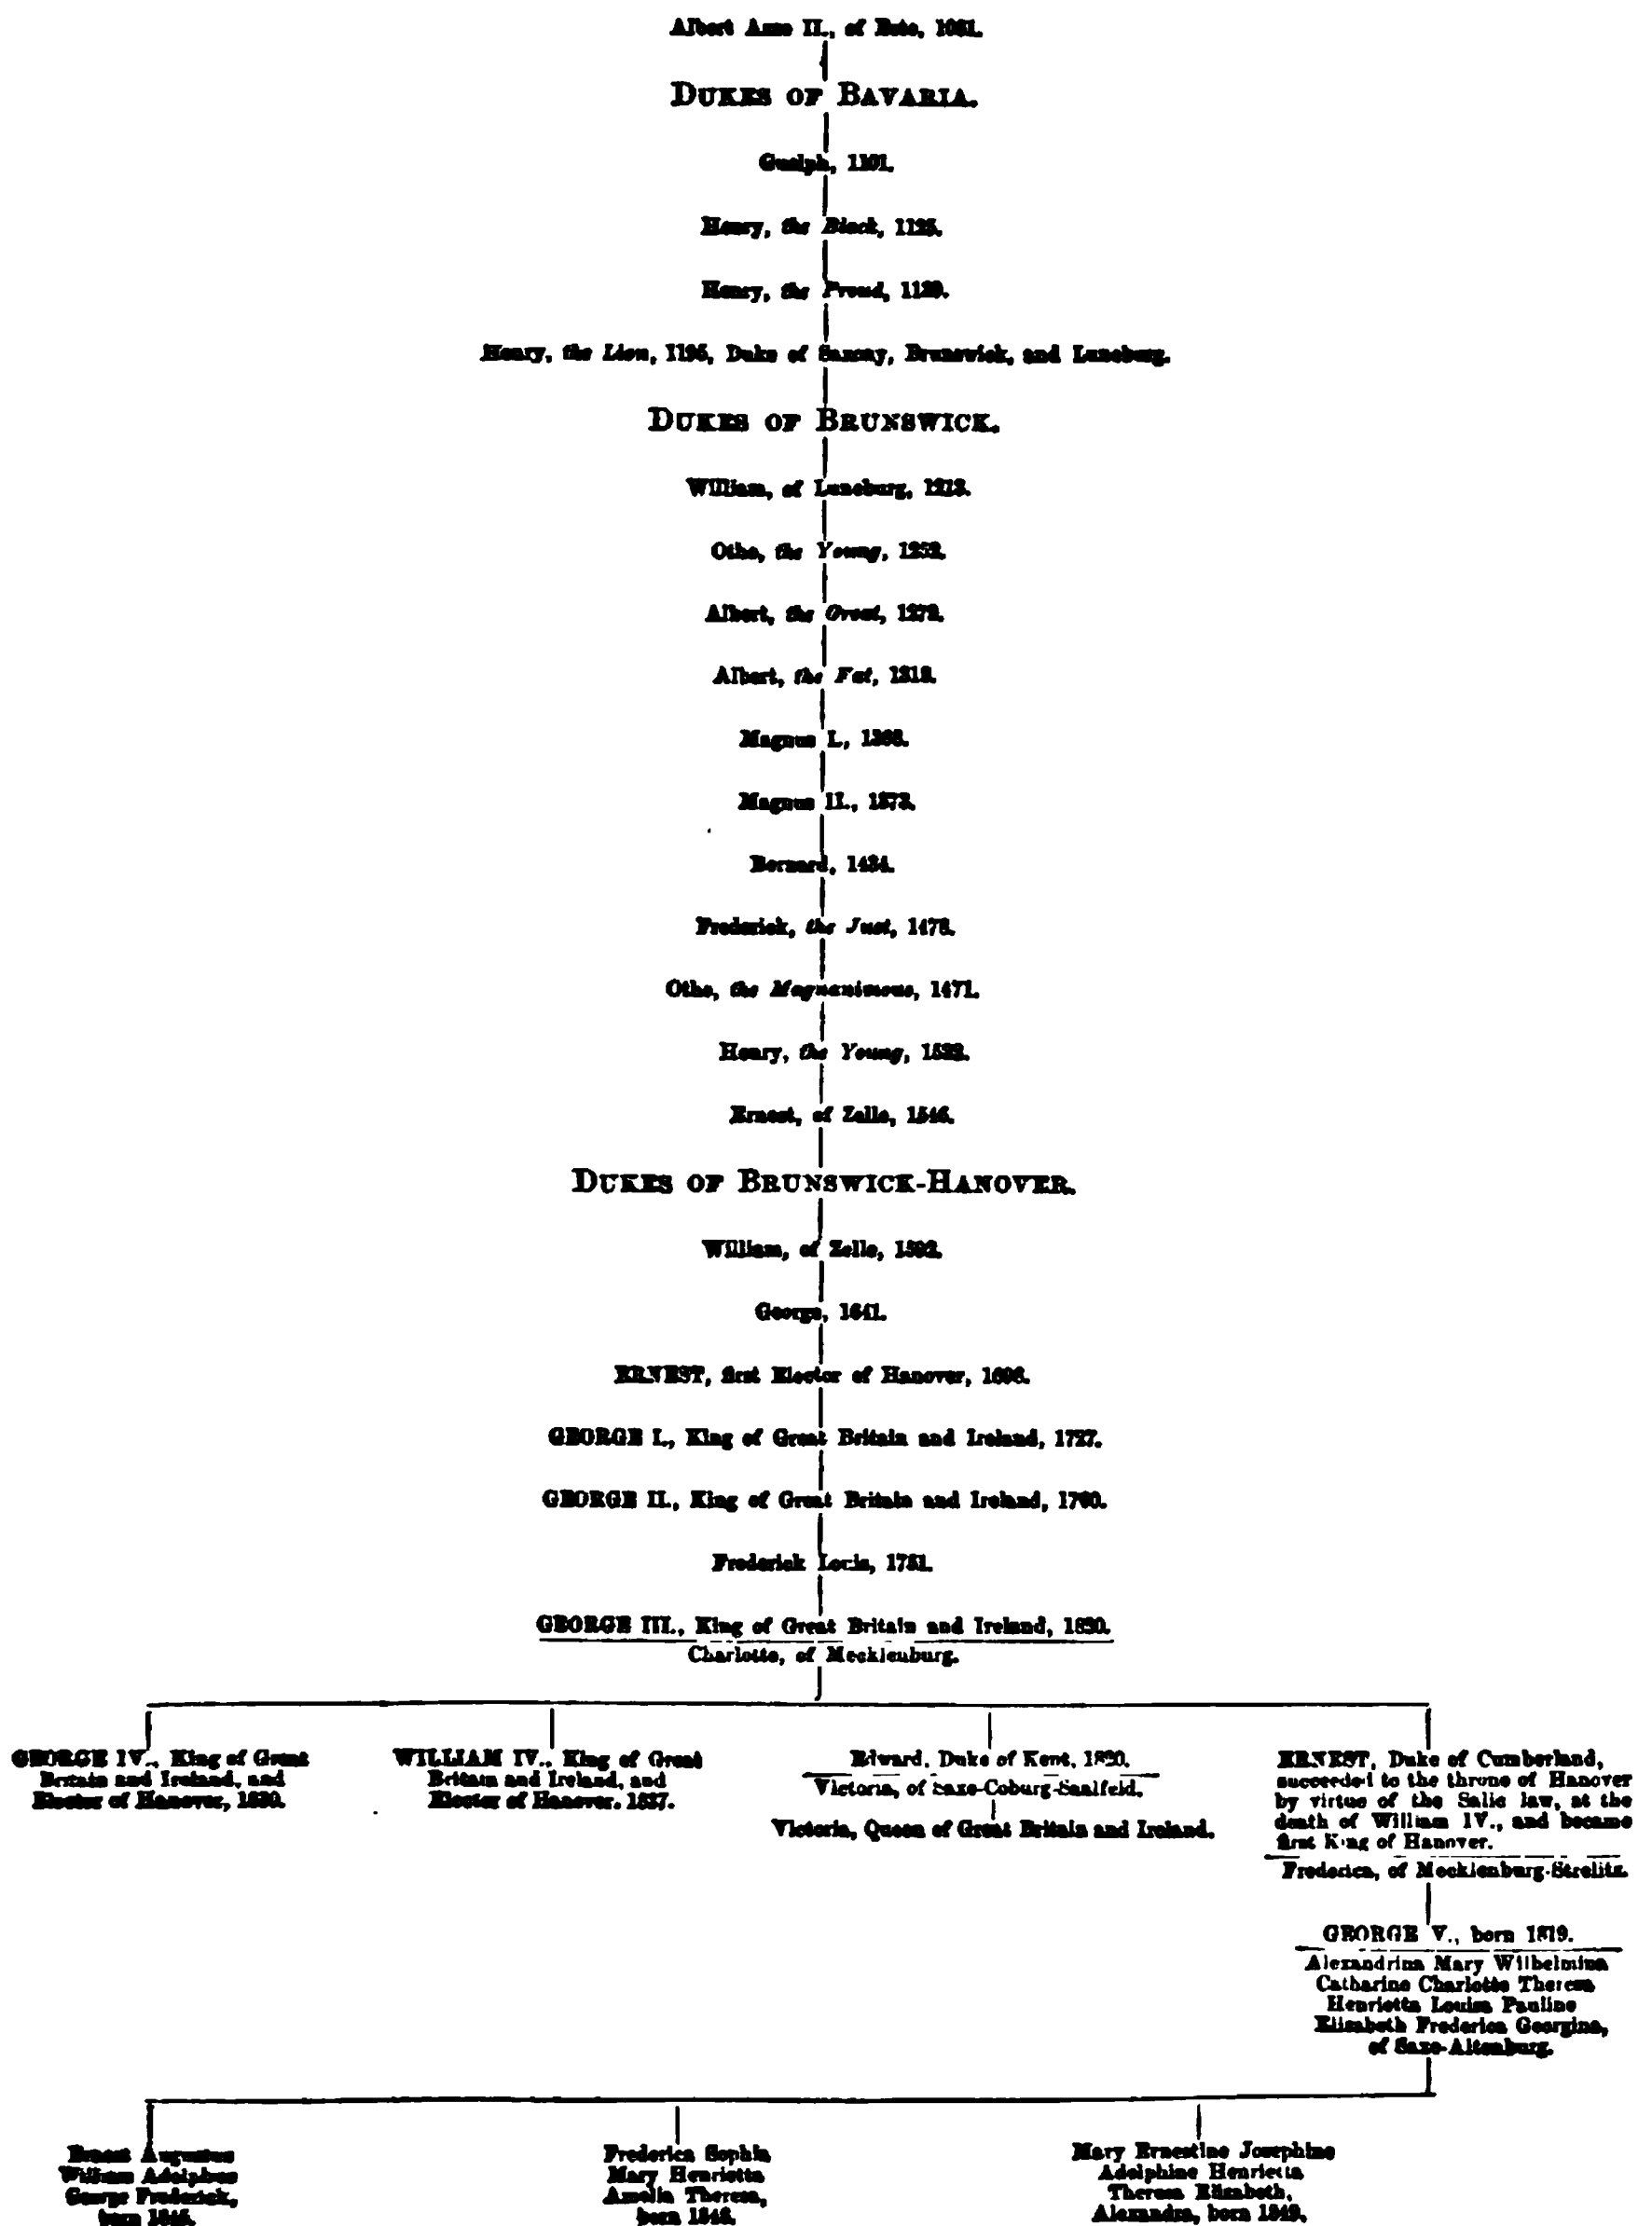 Albert Azzo II., of Este, 1061.
DUKES OF BAVARIA.
Guelph, 1101.
Henry, the Black, 1125.
Henry, the Proud, 1139.
Henry, the Lion, 1195, Duke of Saxony, Brunswick, and Luneburg.
DUKES OF BRUNSWICK.
William, of Luneburg, 1213.
Otho, the Young, 1252.
Albert, the Great, 1279.
Albert, the Fat, 1318.
Magnus I., 1368.
Magnus II., 1373.
Bernard, 1434.
Frederick, the Just, 1478.
Otho, the Magnanimous, 1471.
Henry, the Young, 1532.
Ernest, of Zelle, 1546.
DUKES OF BRUNSWICK-HANOVER.
William, of Zelle, 1592.
George, 1641.
ERNEST, first Elector of Hanover, 1698.
GEORGE I., King of Great Britain and Ireland, 1727.
GEORGE II., King of Great Britain and Ireland, 1760.
Frederick Louis, 1751.
GEORGE III., King of Great Britain and Ireland, 1820.
Charlotte, of Mecklenburg.
GEORGE IV., King of Great
Britain and Ireland, and
Elector of Hanover, 1830.
WILLIAM IV., King of Great
Britain and Ireland, and
Elector of Hanover. 1837.
Edward, Duke of Kent, 1820.
Victoria, of Saxe-Coburg-Saalfeld.
Victoria, Queen of Great Britain and Ireland.
ERNEST, Duke of Cumberland,
succeeded to the throne of Hanover
by virtue of the Salic law, at the
death of William IV., and became
first King of Hanover.
Frederica, of Mecklenburg-Strelitz.
GEORGE V., born 1819.
Alexandrina Mary Wilhelmina
Catharine Charlotte Theresa
Henrietta Louisa Pauline
Elizabeth Frederica Georgina,
of Saxe-Altenburg.
Ernest Augustus
William Adolphus
George Frederick,
born 1845.
Frederica Sophia
Mary Henrietta
Amelia Theresa,
born 1848.
Mary Ernestine Josephine
Adolphine Henrietta
Theresa Elizabeth,
Alexandra, born 1849.